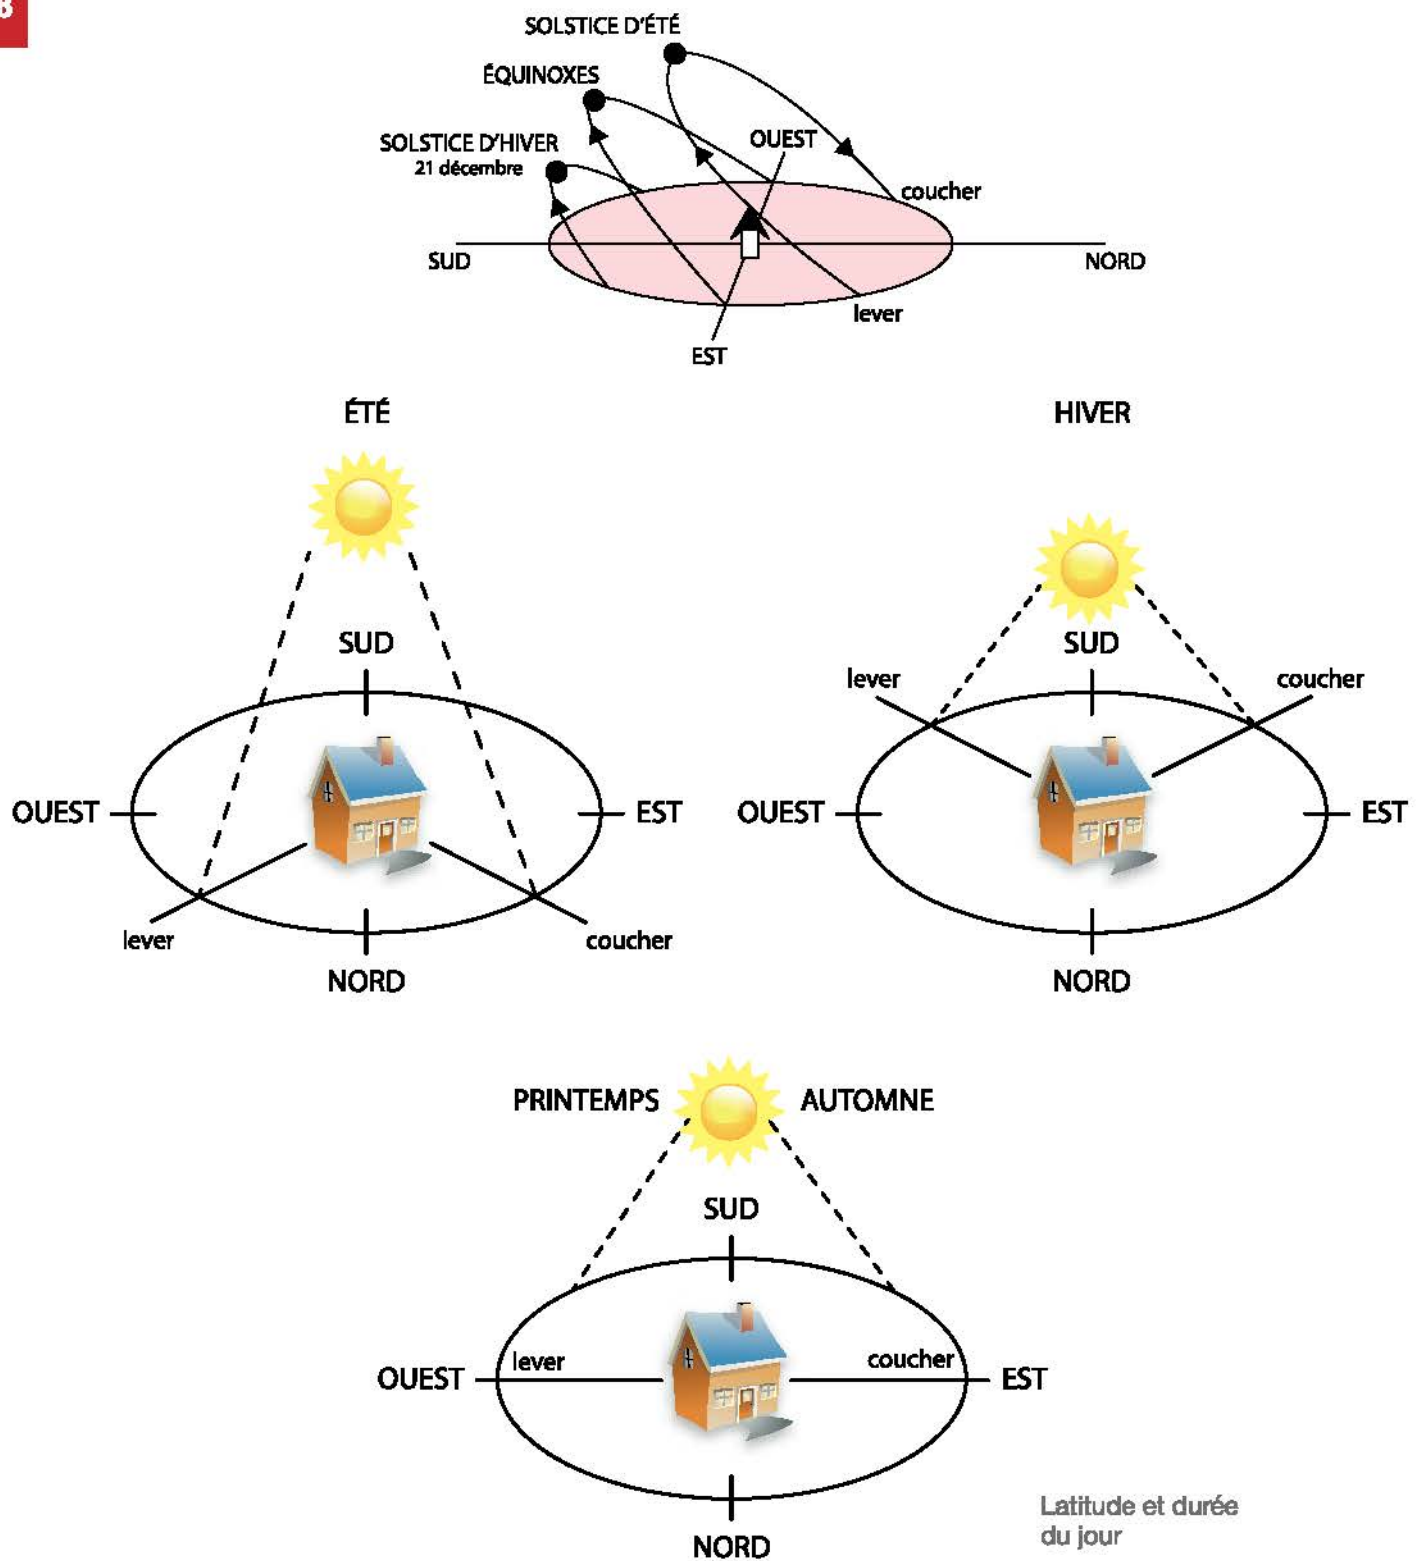 SOLSTICE D'ÉTÉ
ÉQUINOXES
SOLSTICE D'HIVER
21 décembre
OUEST
coucher
SUD
NORD
lever
EST
ÉTÉ
SUD
OUEST
EST
lever
coucher
NORD
HIVER
SUD
lever
coucher
OUEST
EST
NORD
PRINTEMPS
AUTOMNE
SUD
lever
coucher
OUEST
EST
NORD
Latitude et durée
du jour